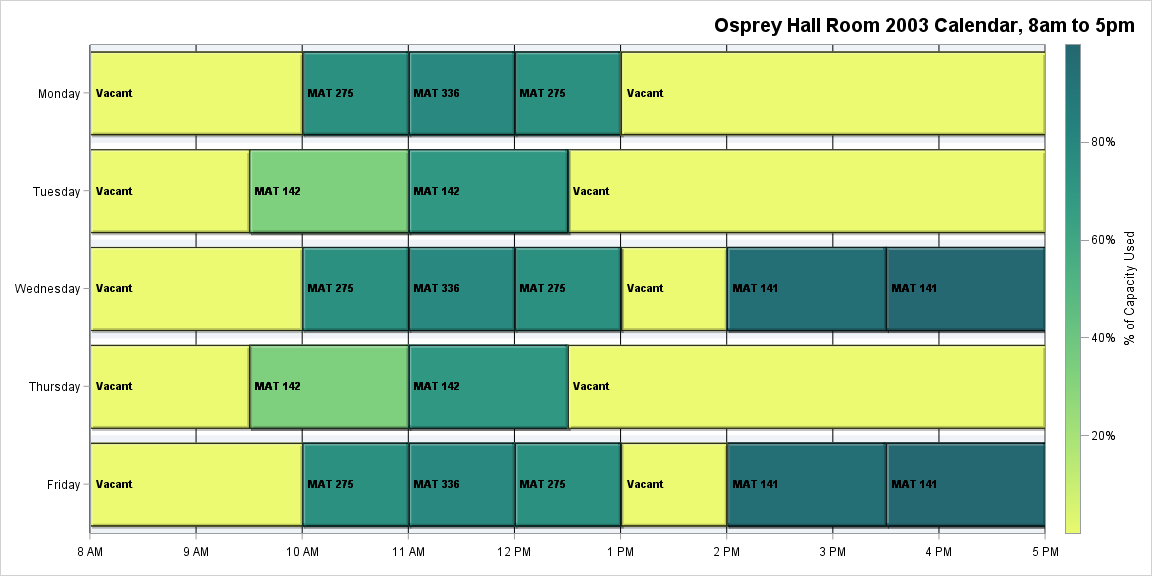 Osprey Hall Room 2003 Calendar, 8am to 5pm
Monday Vacant MAT 275 MAT 336 MAT 275 Vacant
Tuesday Vacant MAT 142 MAT 142 Vacant
Wednesday Vacant MAT 275 MAT 336 MAT 275 Vacant MAT 141 MAT 141
Thursday Vacant MAT 142 MAT 142 Vacant
Friday Vacant MAT 275 MAT 336 MAT 275 Vacant MAT 141 MAT 141
8 AM 9 AM 10 AM 11 AM 12 PM 1 PM 2 PM 3 PM 4 PM 5 PM
80%
60%
40%
20%
% of Capacity Used